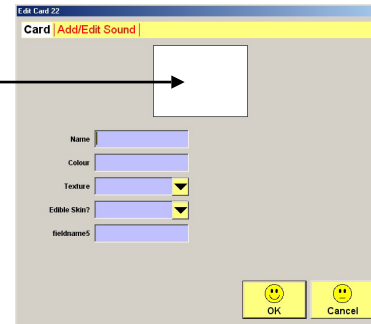 Edit Card 22
Card Add/Edit Sound
Name
Colour
Texture
Edible Skin?
fieldname5
OK Cancel